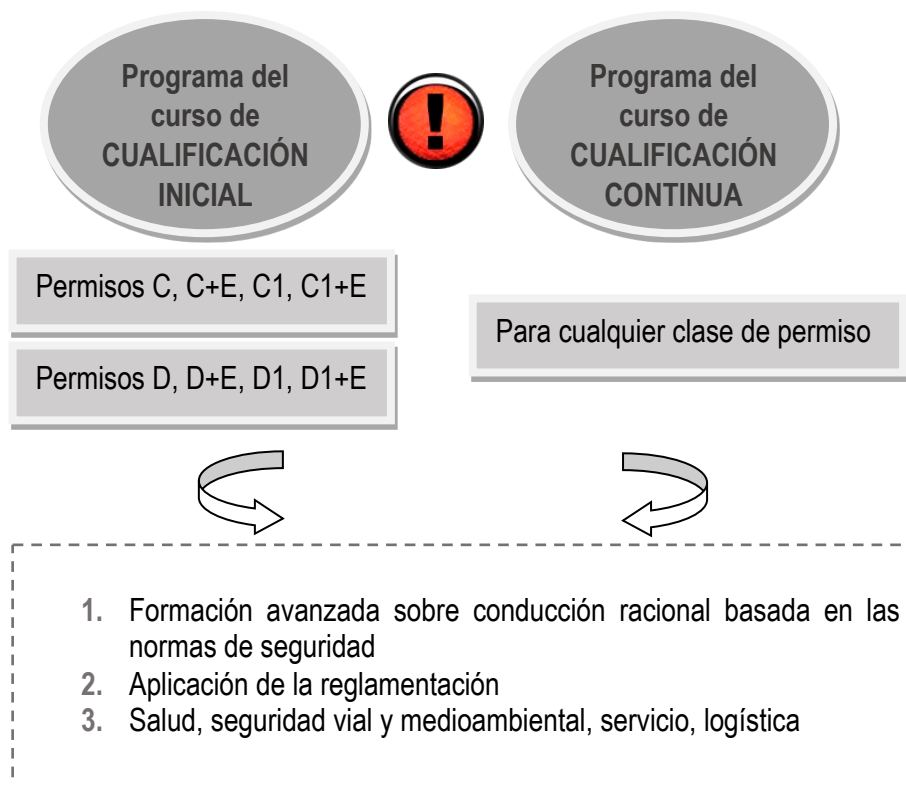 Programa del
curso de
CUALIFICACIÓN
INICIAL
!
Programa del
curso de
CUALIFICACIÓN
CONTINUA
Permisos C, C+E, C1, C1+E
Permisos D, D+E, D1, D1+E
Para cualquier clase de permiso
1. Formación avanzada sobre conducción racional basada en las
normas de seguridad
2. Aplicación de la reglamentación
3. Salud, seguridad vial y medioambiental, servicio, logística